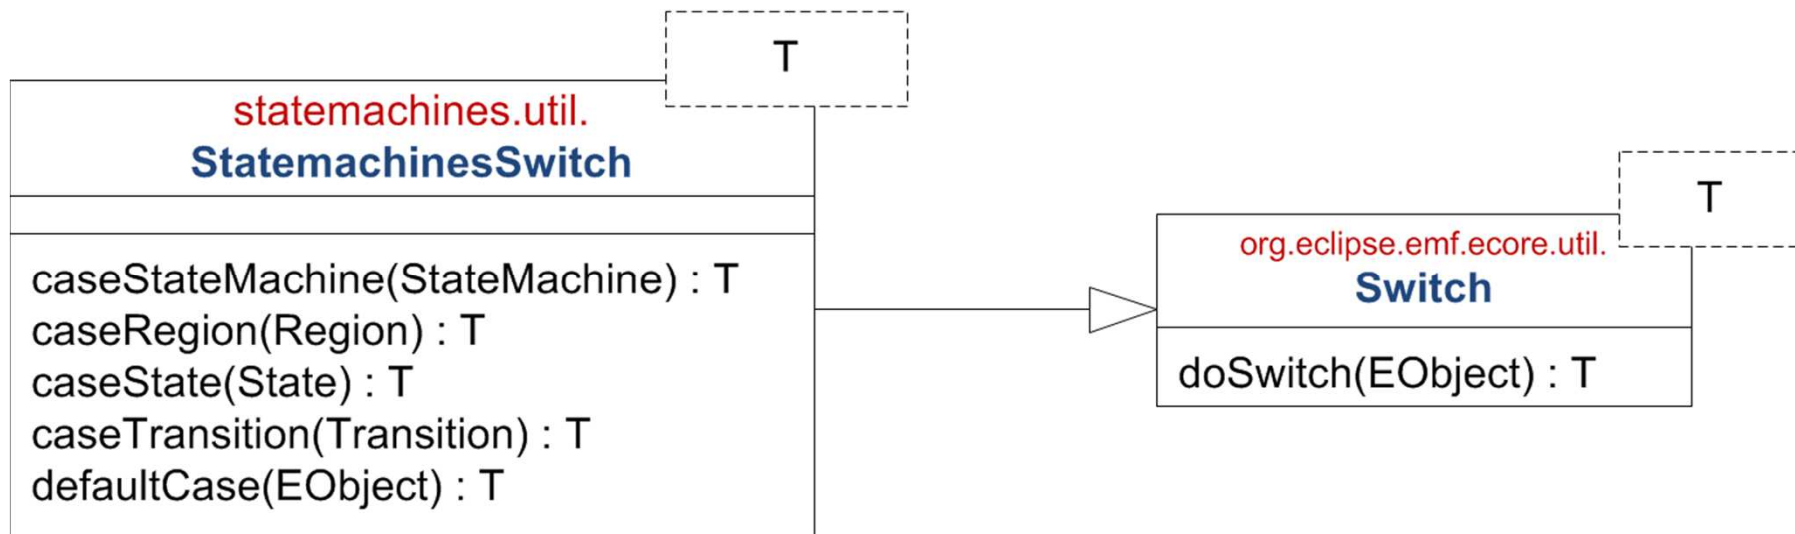 T
statemachines.util.
StatemachinesSwitch
caseStateMachine(StateMachine) : T
caseRegion(Region) : T
caseState(State) : T
caseTransition(Transition) : T
defaultCase(EObject) : T
T
org.eclipse.emf.ecore.util.
Switch
doSwitch(EObject) : T